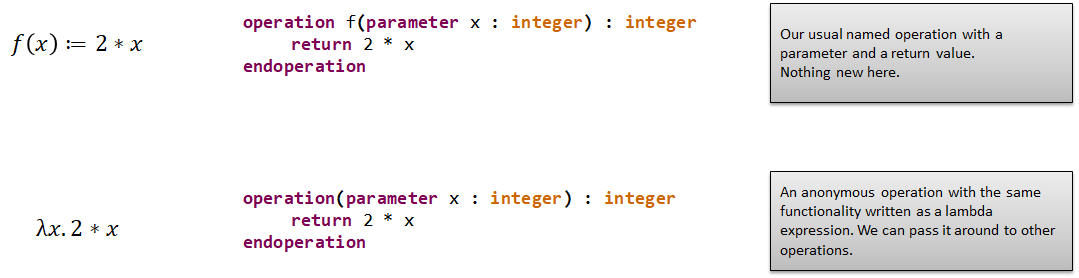 f(x) ≔ 2 * x
operation f(parameter x : integer) : integer
return 2 * x
endoperation
Our usual named operation with a
parameter and a return value.
Nothing new here.
λx. 2 * x
operation(parameter x : integer) : integer
return 2 * x
endoperation
An anonymous operation with the same
functionality written as a lambda
expression. We can pass it around to other
operations.